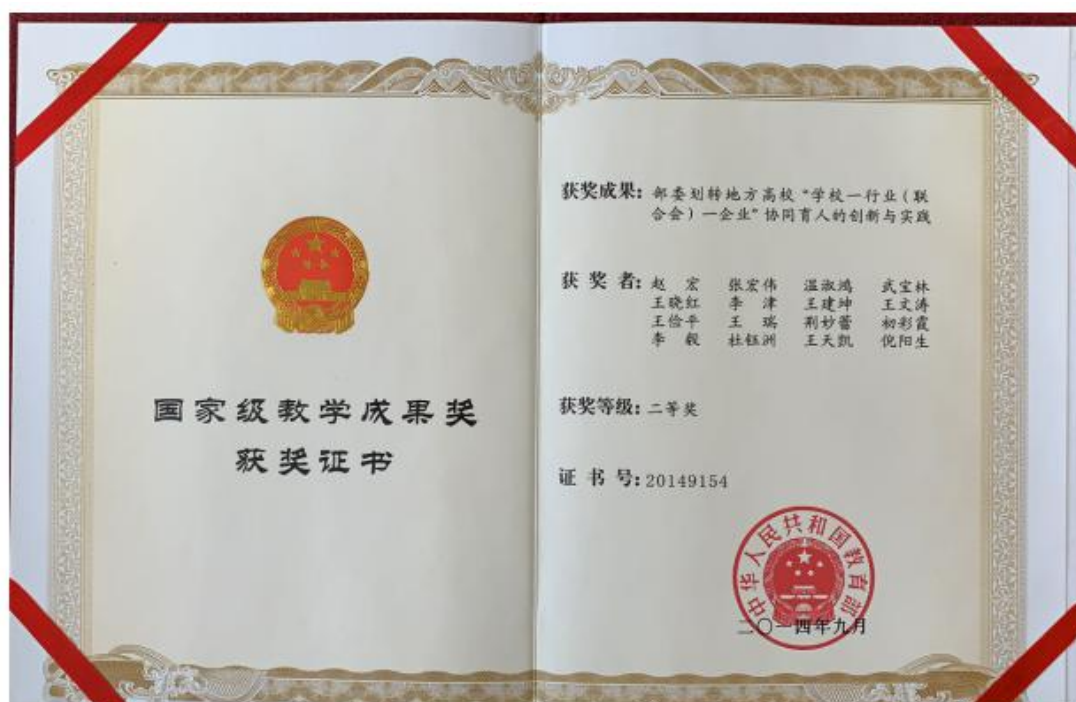 国家级教学成果奖
获奖证书
获奖成果：部委划转地方高校“学校—行业（联
合会）—企业”协同育人的创新与实践
获 奖 者：赵 宏 张宏伟 温淑鸿 武宝林
王晓红 李 津 王建坤 王文涛
王俭平 王 瑞 荆妙蕾 初彩霞
李 毅 杜钰洲 王天凯 倪阳生
获奖等级：二等奖
证 书 号：20149154
中华人民共和国教育部
二〇一四年九月